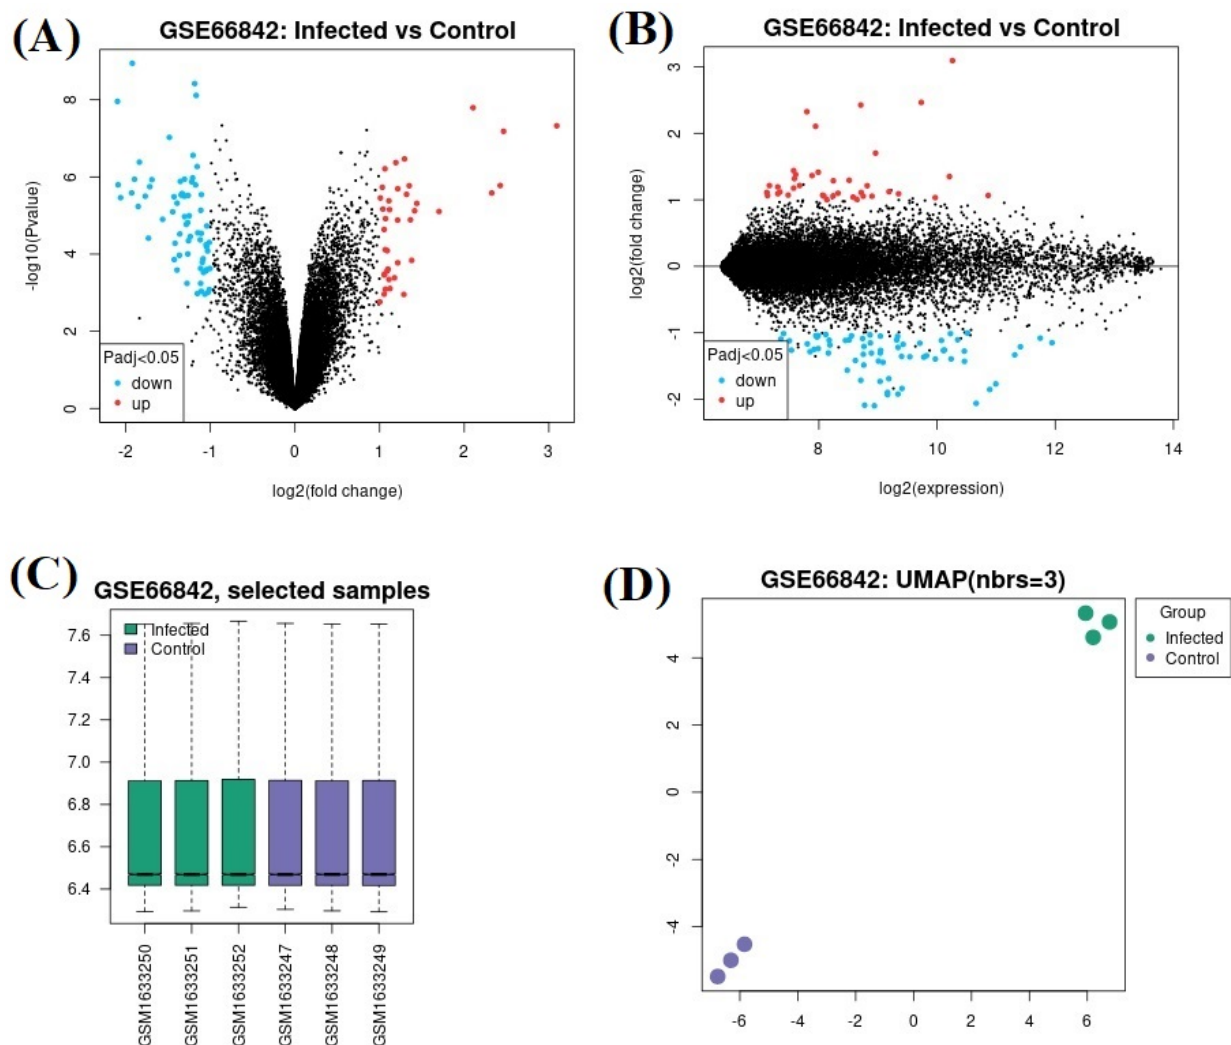 (A)
GSE66842: Infected vs Control
-log10(Pvalue)
8
6
4
2
0
Padj<0.05
down
up
-2
-1
0
1
2
3
log2(fold change)
(B)
GSE66842: Infected vs Control
log2(fold change)
3
2
1
0
-1
-2
Padj<0.05
down
up
8
10
12
14
log2(expression)
(C)
GSE66842, selected samples
Infected
Control
7.6
7.4
7.2
7.0
6.8
6.6
6.4
GSM1633250
GSM1633251
GSM1633252
GSM1633247
GSM1633248
GSM1633249
(D)
GSE66842: UMAP(nbrs=3)
Group
Infected
Control
4
2
0
-2
-4
-6
-4
-2
0
2
4
6